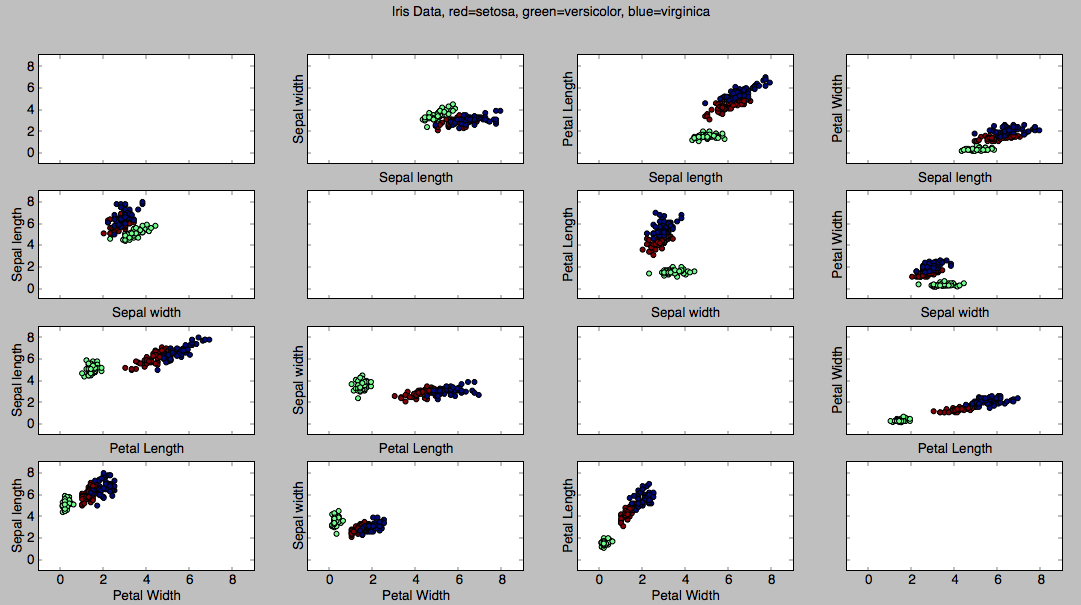 Iris Data, red=setosa, green=versicolor, blue=virginica
8
6
4
2
0
Sepal width
Sepal length
Petal Length
Sepal length
Petal Width
Sepal length
8
6
4
2
0
Sepal length
Sepal width
Petal Length
Sepal width
Petal Width
Sepal width
8
6
4
2
0
Sepal length
Petal Length
Sepal width
Petal Length
Petal Width
Petal Length
8
6
4
2
0
Sepal length
0 2 4 6 8
Petal Width
Sepal width
0 2 4 6 8
Petal Width
Petal Length
0 2 4 6 8
Petal Width
0 2 4 6 8